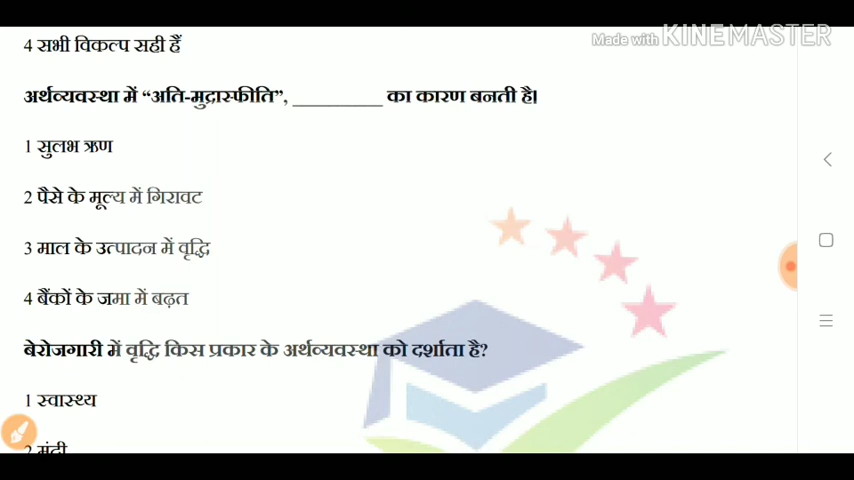 4 सभी विकल्प सही हैं
Made with KINEMASTER
अर्थव्यवस्था में “अति-मुद्रास्फीति”, __________ का कारण बनती है।
1 सुलभ ऋण
2 पैसे के मूल्य में गिरावट
3 माल के उत्पादन में वृद्धि
4 बैंकों के जमा में बढ़त
बेरोजगारी में वृद्धि किस प्रकार के अर्थव्यवस्था को दर्शाता है?
1 स्वास्थ्य
2 मंदी